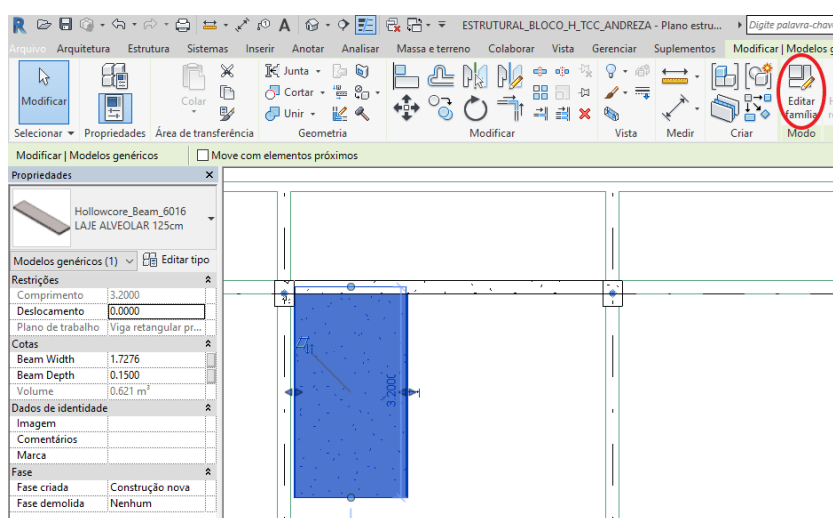 ESTRUTURAL_BLOCO_H_TCC_ANDREZA - Plano estru... Digite palavra-chav
Arquivo Arquitetura Estrutura Sistemas Inserir Anotar Analisar Massa e terreno Colaborar Vista Gerenciar Suplementos Modificar | Modelos g
Modificar Colar Junta Cortar Unir Editar família
Selecionar Propriedades Área de transferência Geometria Modificar Vista Medir Criar Modo
Modificar | Modelos genéricos Move com elementos próximos
Propriedades X
Hollowcore_Beam_6016
LAJE ALVEOLAR 125cm
Modelos genéricos (1) Editar tipo
Restrições
Comprimento 3.2000
Deslocamento 0.0000
Plano de trabalho Viga retangular pr...
Cotas
Beam Width 1.7276
Beam Depth 0.1500
Volume 0.621 m³
Dados de identidade
Imagem
Comentários
Marca
Fase
Fase criada Construção nova
Fase demolida Nenhum
3.2000